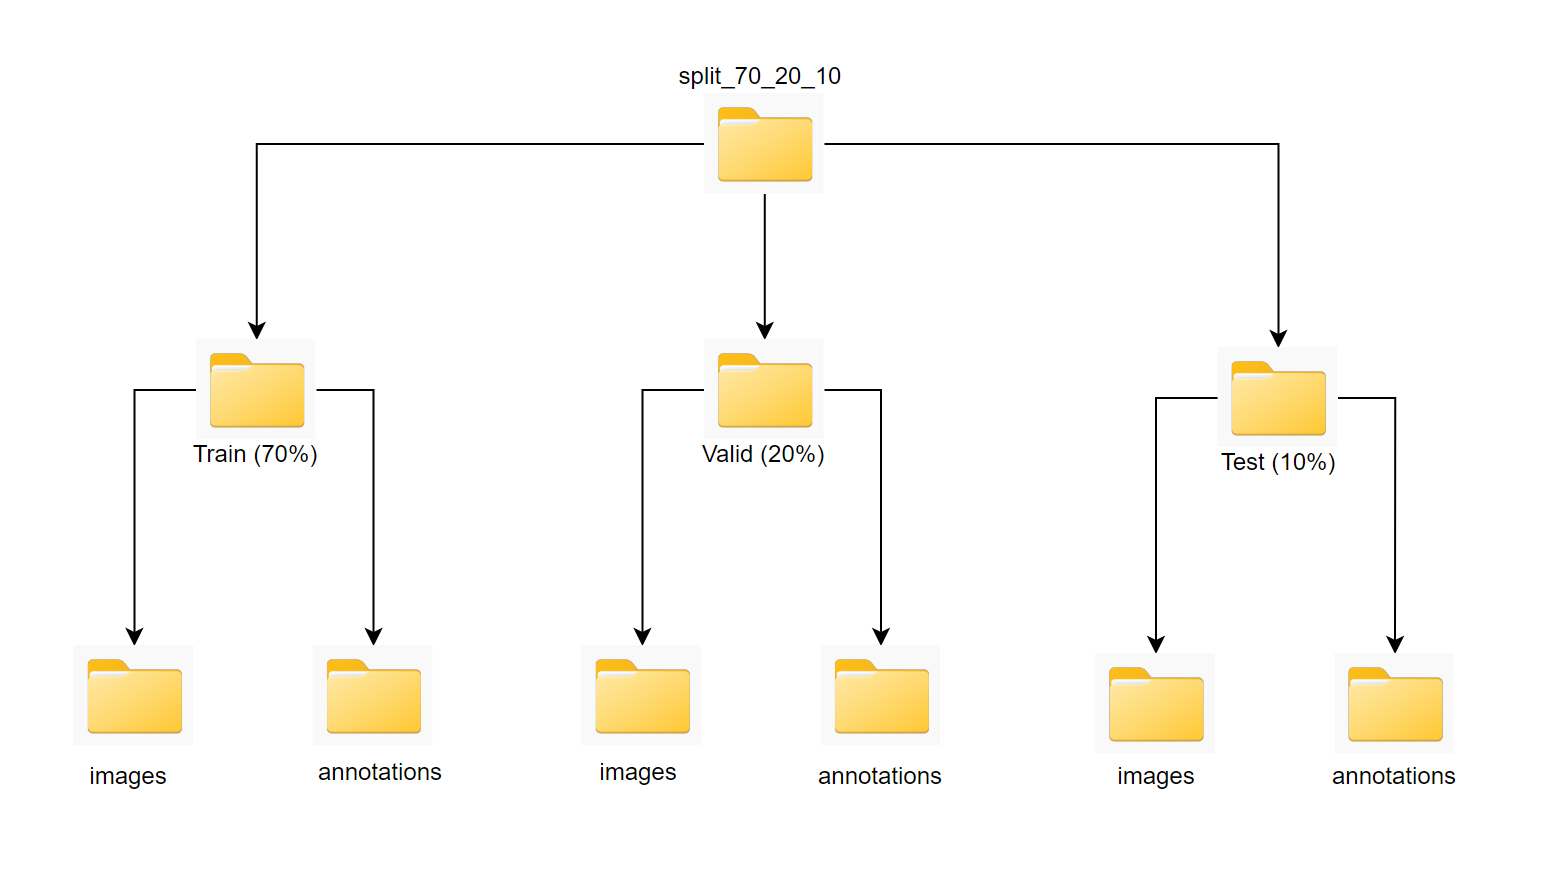 split_70_20_10
Train (70%)
Valid (20%)
Test (10%)
images
annotations
images
annotations
images
annotations